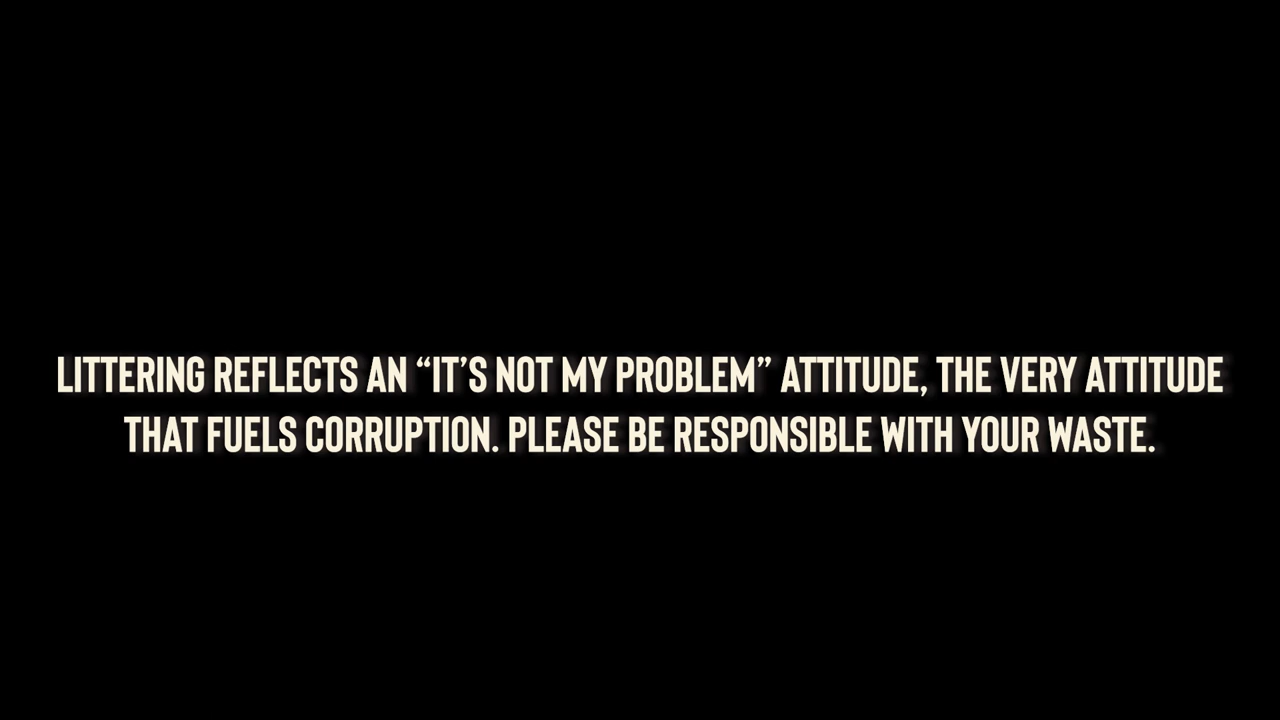 LITTERING REFLECTS AN “IT’S NOT MY PROBLEM” ATTITUDE, THE VERY ATTITUDE
THAT FUELS CORRUPTION. PLEASE BE RESPONSIBLE WITH YOUR WASTE.